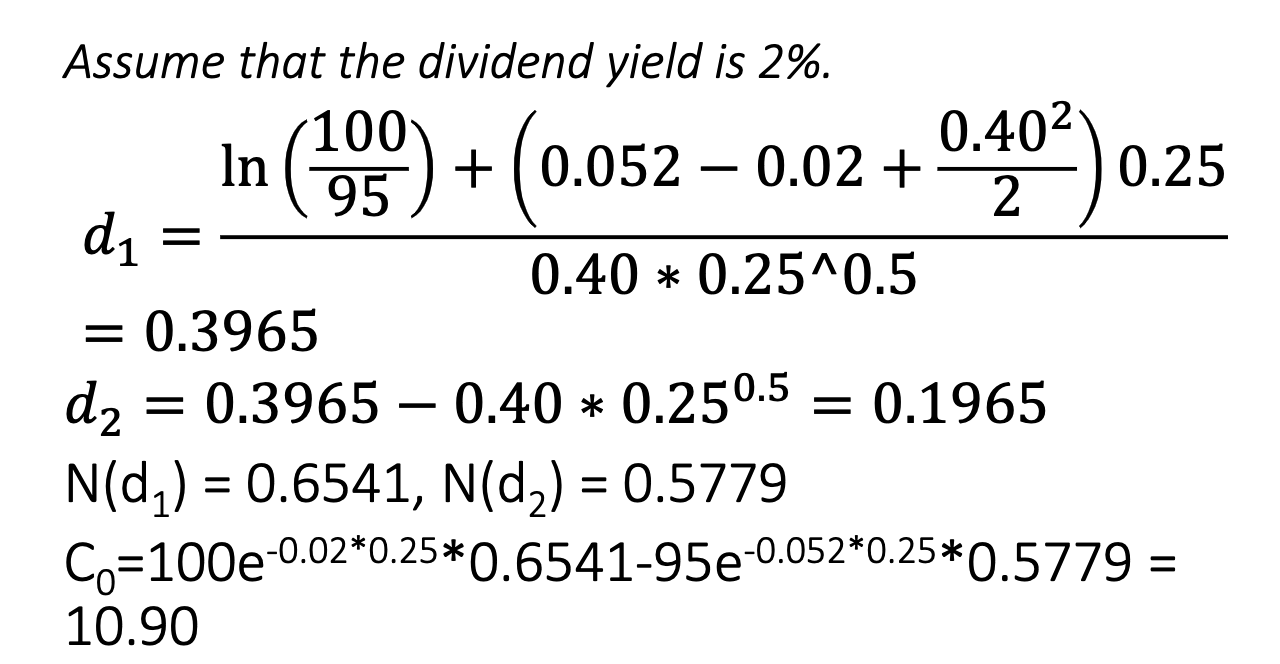 Assume that the dividend yield is 2%.
d₁ = (ln(100/95) + (0.052 − 0.02 + 0.40²/2) 0.25) / (0.40 * 0.25^0.5)
= 0.3965
d₂ = 0.3965 − 0.40 * 0.25⁰·⁵ = 0.1965
N(d₁) = 0.6541, N(d₂) = 0.5779
C₀=100e^-0.02*0.25*0.6541-95e^-0.052*0.25*0.5779 =
10.90